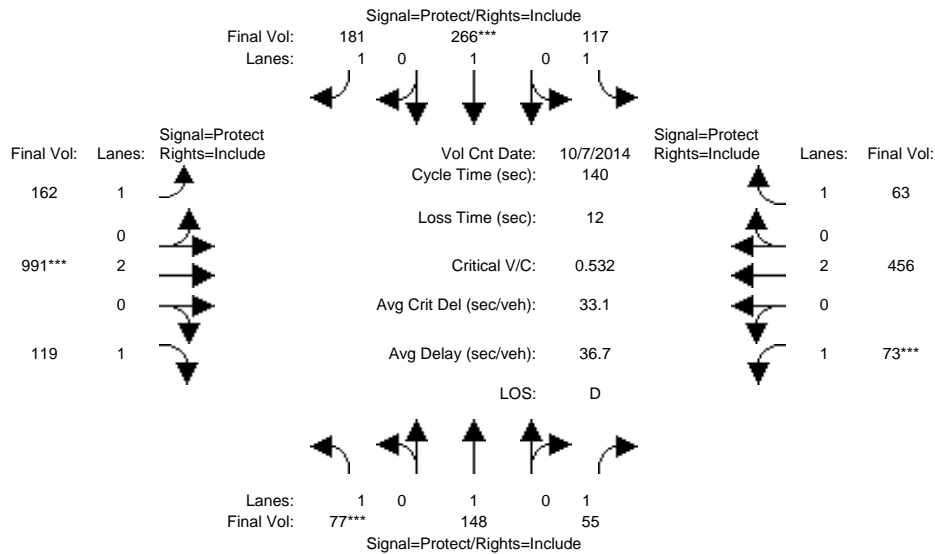 Signal=Protect/Rights=Include
Final Vol: 181 266*** 117
Lanes: 1 0 1 0 1
Signal=Protect Signal=Protect
Final Vol: Lanes: Rights=Include Vol Cnt Date: 10/7/2014 Rights=Include Lanes: Final Vol:
Cycle Time (sec): 140
162 1 1 63
Loss Time (sec): 12
0 0
991*** 2 Critical V/C: 0.532 2 456
0 Avg Crit Del (sec/veh): 33.1 0
119 1 Avg Delay (sec/veh): 36.7 1 73***
LOS: D
Lanes: 1 0 1 0 1
Final Vol: 77*** 148 55
Signal=Protect/Rights=Include